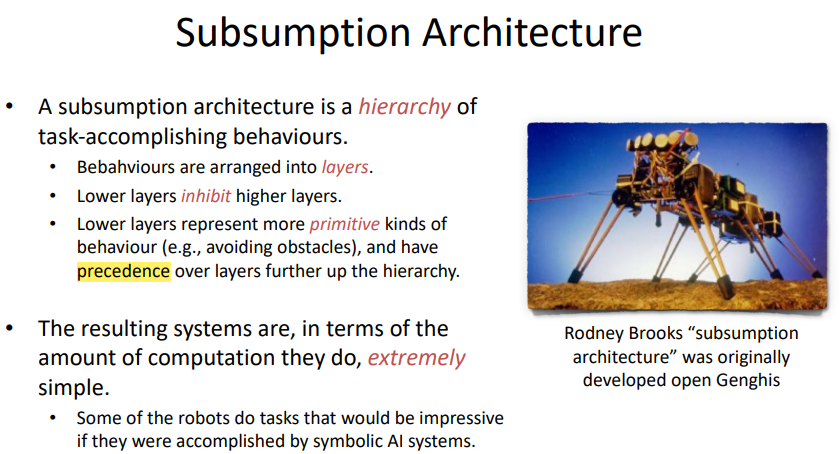 Subsumption Architecture
• A subsumption architecture is a hierarchy of
task-accomplishing behaviours.
• Bebahviours are arranged into layers.
• Lower layers inhibit higher layers.
• Lower layers represent more primitive kinds of
behaviour (e.g., avoiding obstacles), and have
precedence over layers further up the hierarchy.
• The resulting systems are, in terms of the
amount of computation they do, extremely
simple.
• Some of the robots do tasks that would be impressive
if they were accomplished by symbolic AI systems.
Rodney Brooks “subsumption
architecture” was originally
developed open Genghis